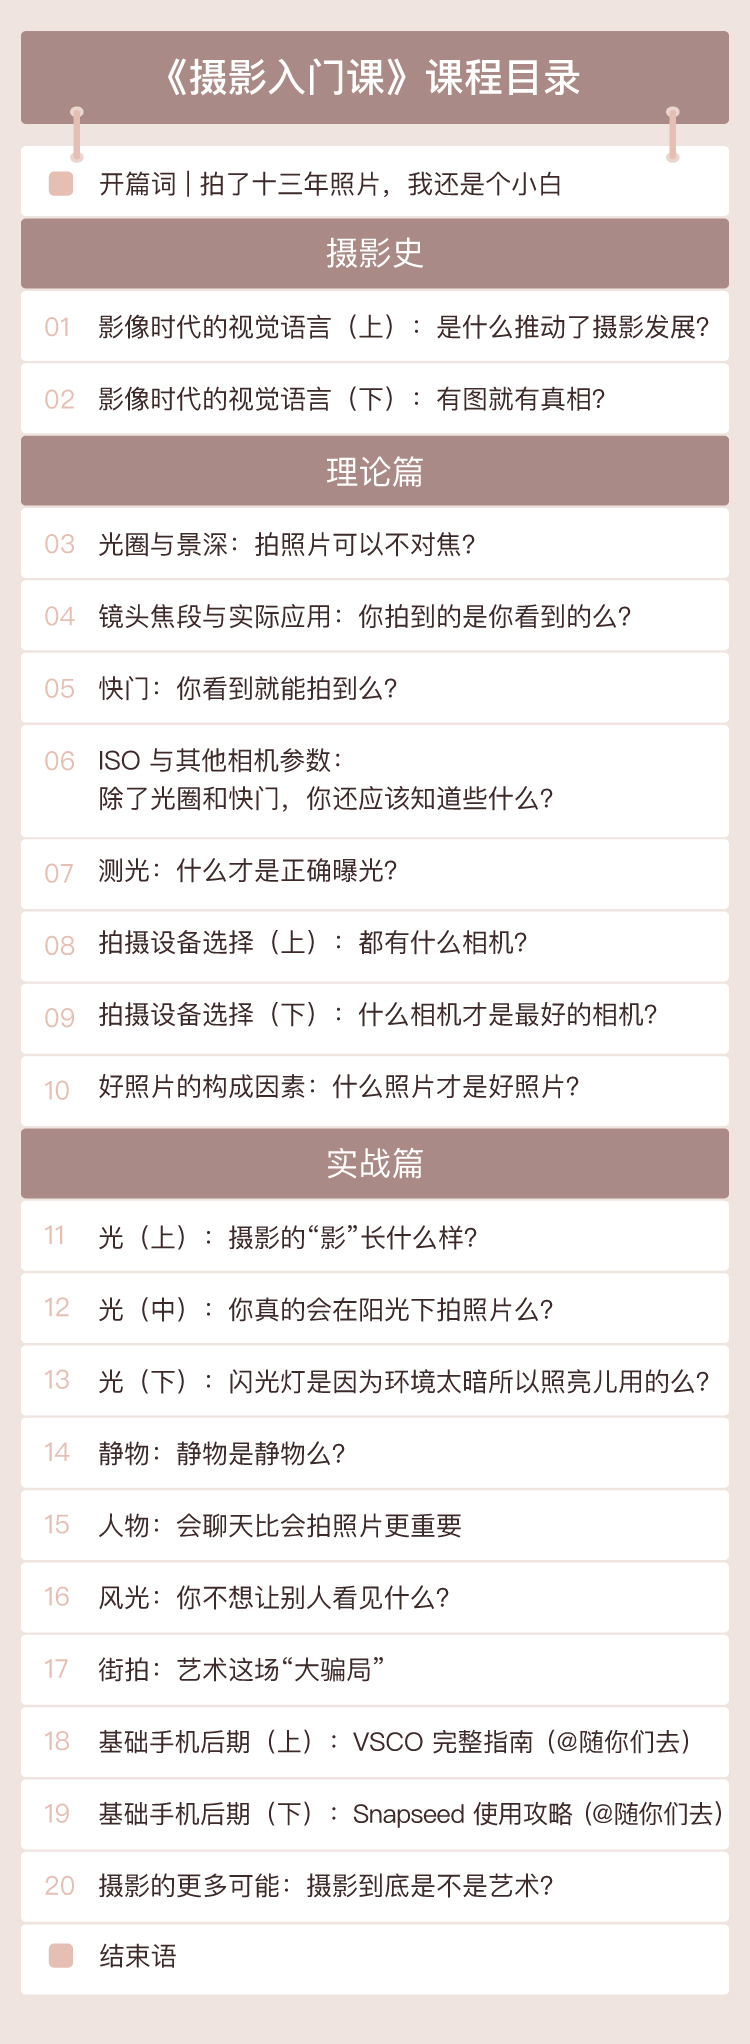 《摄影入门课》课程目录
开篇词 | 拍了十三年照片，我还是个小白
摄影史
01 影像时代的视觉语言（上）：是什么推动了摄影发展?
02 影像时代的视觉语言（下）：有图就有真相?
理论篇
03 光圈与景深：拍照片可以不对焦?
04 镜头焦段与实际应用：你拍到的是你看到的么?
05 快门：你看到就能拍到么?
06 ISO 与其他相机参数：
除了光圈和快门，你还应该知道些什么?
07 测光：什么才是正确曝光?
08 拍摄设备选择（上）：都有什么相机?
09 拍摄设备选择（下）：什么相机才是最好的相机?
10 好照片的构成因素：什么照片才是好照片?
实战篇
11 光（上）：摄影的“影”长什么样?
12 光（中）：你真的会在阳光下拍照片么?
13 光（下）：闪光灯是因为环境太暗所以照亮儿用的么?
14 静物：静物是静物么?
15 人物：会聊天比会拍照片更重要
16 风光：你不想让别人看见什么?
17 街拍：艺术这场“大骗局”
18 基础手机后期（上）：VSCO 完整指南（@随你们去）
19 基础手机后期（下）：Snapseed 使用攻略（@随你们去）
20 摄影的更多可能：摄影到底是不是艺术?
结束语